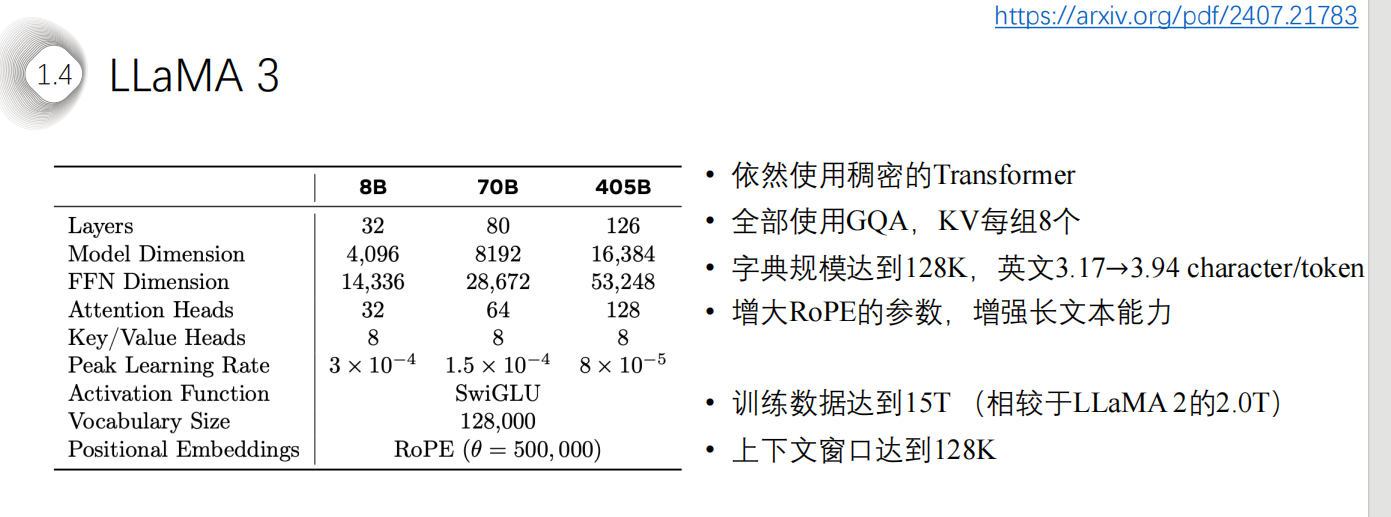 https://arxiv.org/pdf/2407.21783
1.4 LLaMA 3
8B 70B 405B
Layers 32 80 126
Model Dimension 4,096 8192 16,384
FFN Dimension 14,336 28,672 53,248
Attention Heads 32 64 128
Key/Value Heads 8 8 8
Peak Learning Rate 3 × 10⁻⁴ 1.5 × 10⁻⁴ 8 × 10⁻⁵
Activation Function SwiGLU
Vocabulary Size 128,000
Positional Embeddings RoPE (θ = 500,000)
• 依然使用稠密的Transformer
• 全部使用GQA，KV每组8个
• 字典规模达到128K，英文3.17→3.94 character/token
• 增大RoPE的参数，增强长文本能力
• 训练数据达到15T （相较于LLaMA 2的2.0T）
• 上下文窗口达到128K